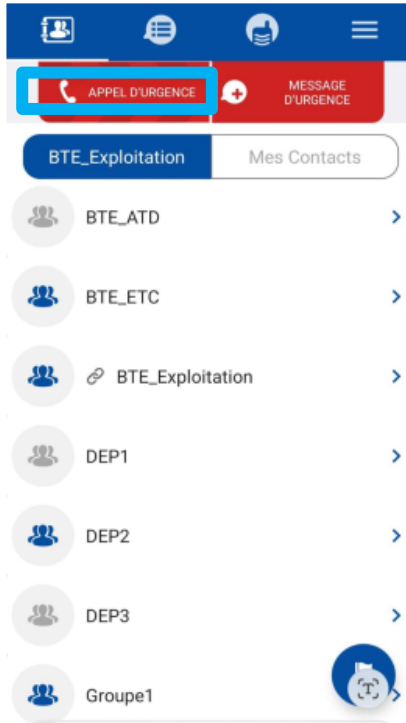 APPEL D'URGENCE
MESSAGE
D'URGENCE
BTE_Exploitation
Mes Contacts
BTE_ATD
BTE_ETC
BTE_Exploitation
DEP1
DEP2
DEP3
Groupe1
T